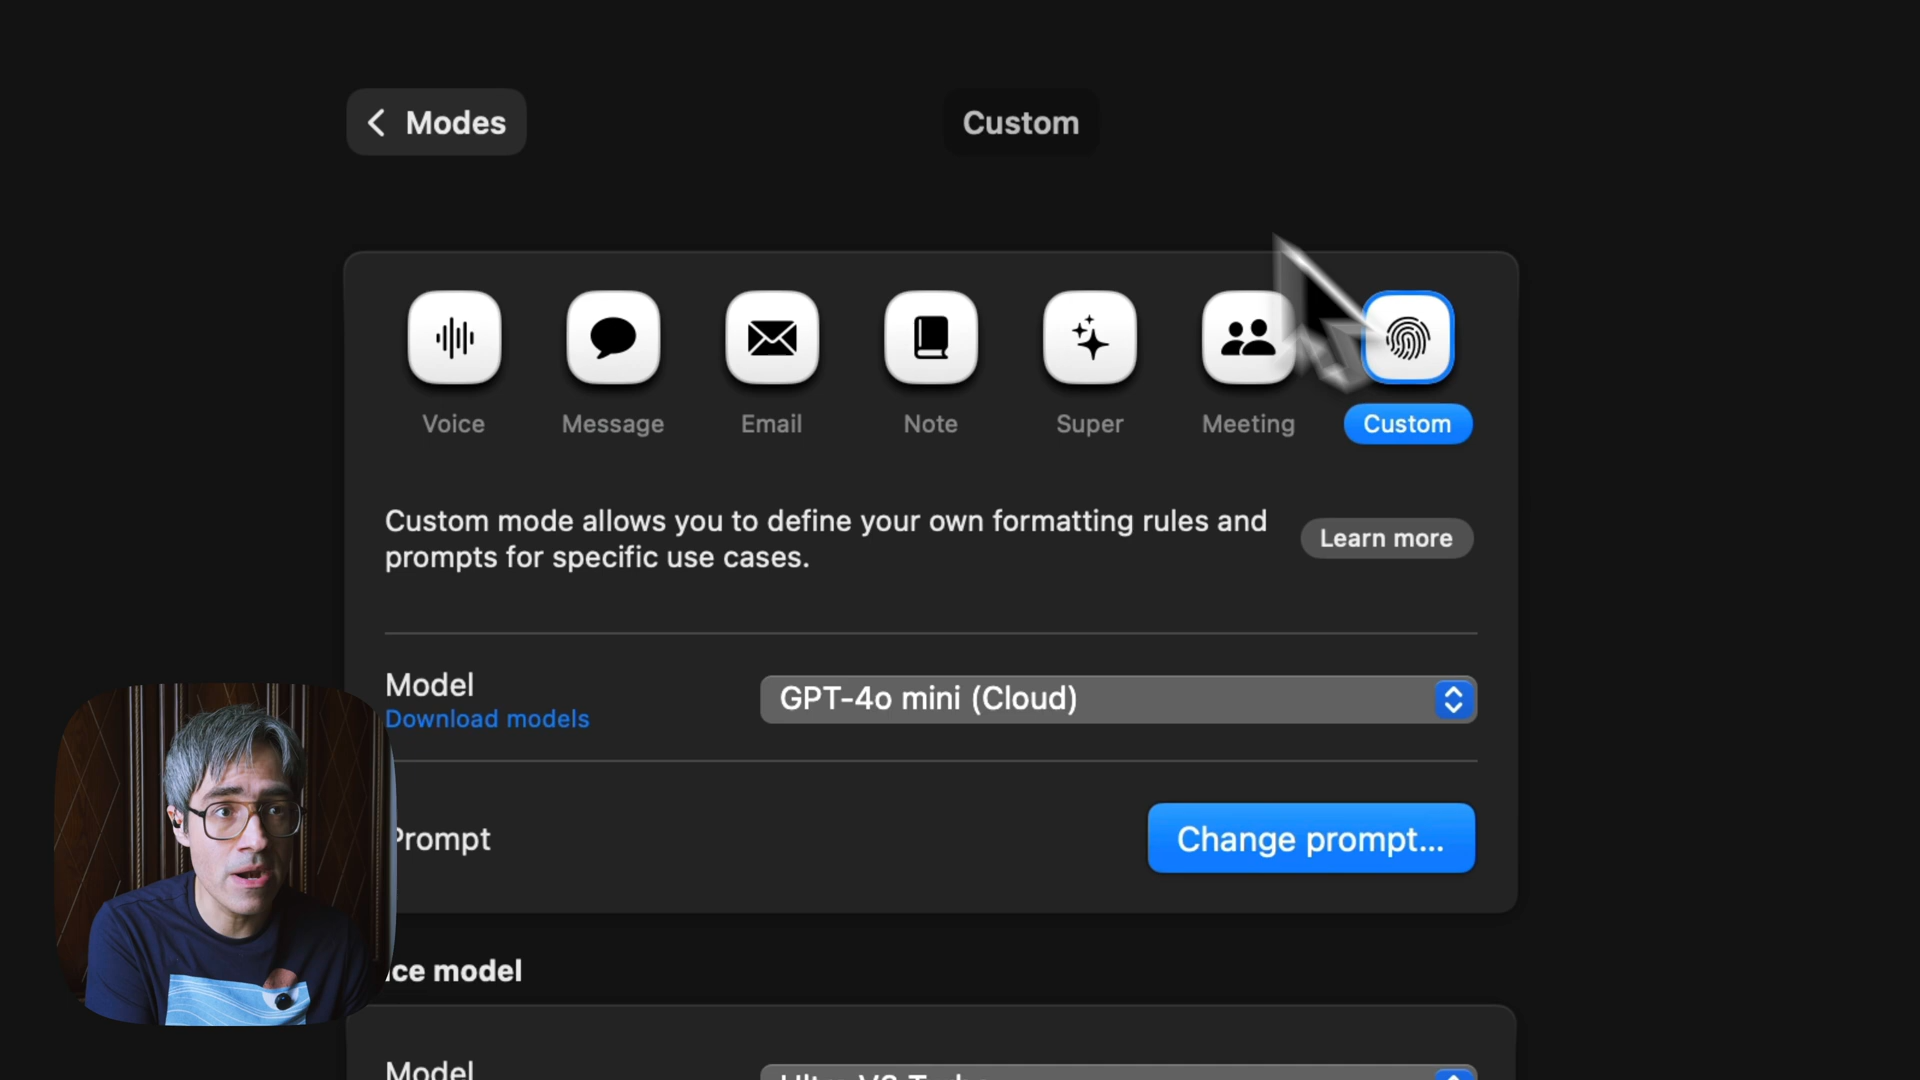 Modes
Custom
Voice
Message
Email
Note
Super
Meeting
Custom
Custom mode allows you to define your own formatting rules and
prompts for specific use cases.
Learn more
Model
GPT-4o mini (Cloud)
Download models
Prompt
Change prompt...
ce model
Model